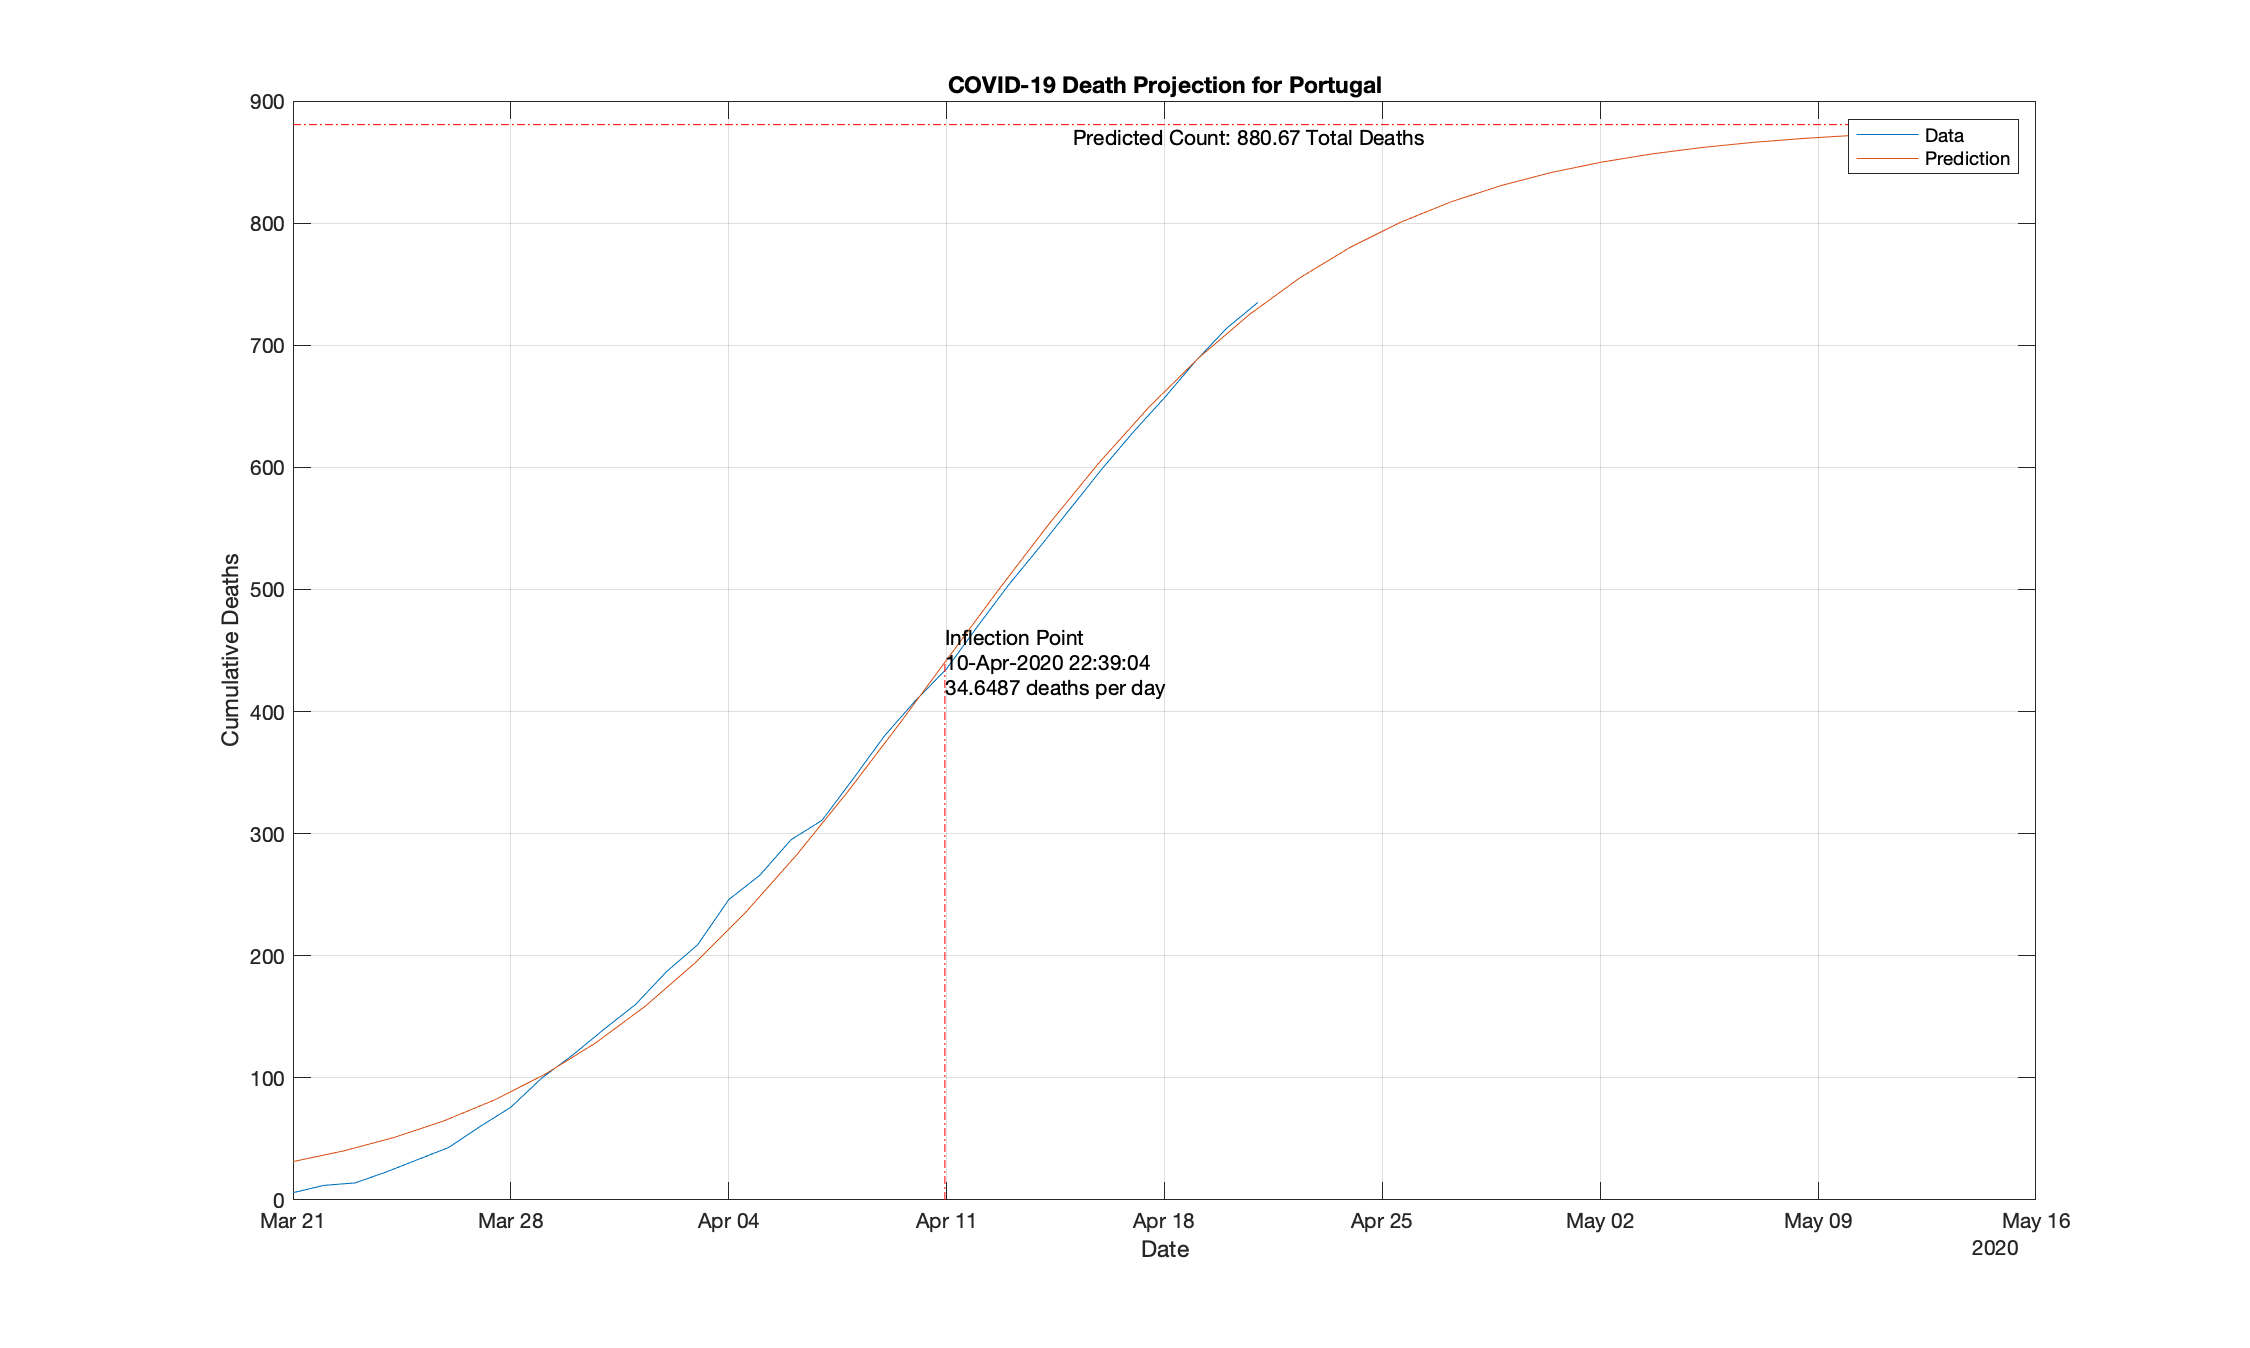 COVID-19 Death Projection for Portugal
900
Predicted Count: 880.67 Total Deaths
Data
Prediction
800
700
600
500
Inflection Point
10-Apr-2020 22:39:04
34.6487 deaths per day
400
300
200
100
0
Cumulative Deaths
Mar 21 Mar 28 Apr 04 Apr 11 Apr 18 Apr 25 May 02 May 09 May 16
Date
2020